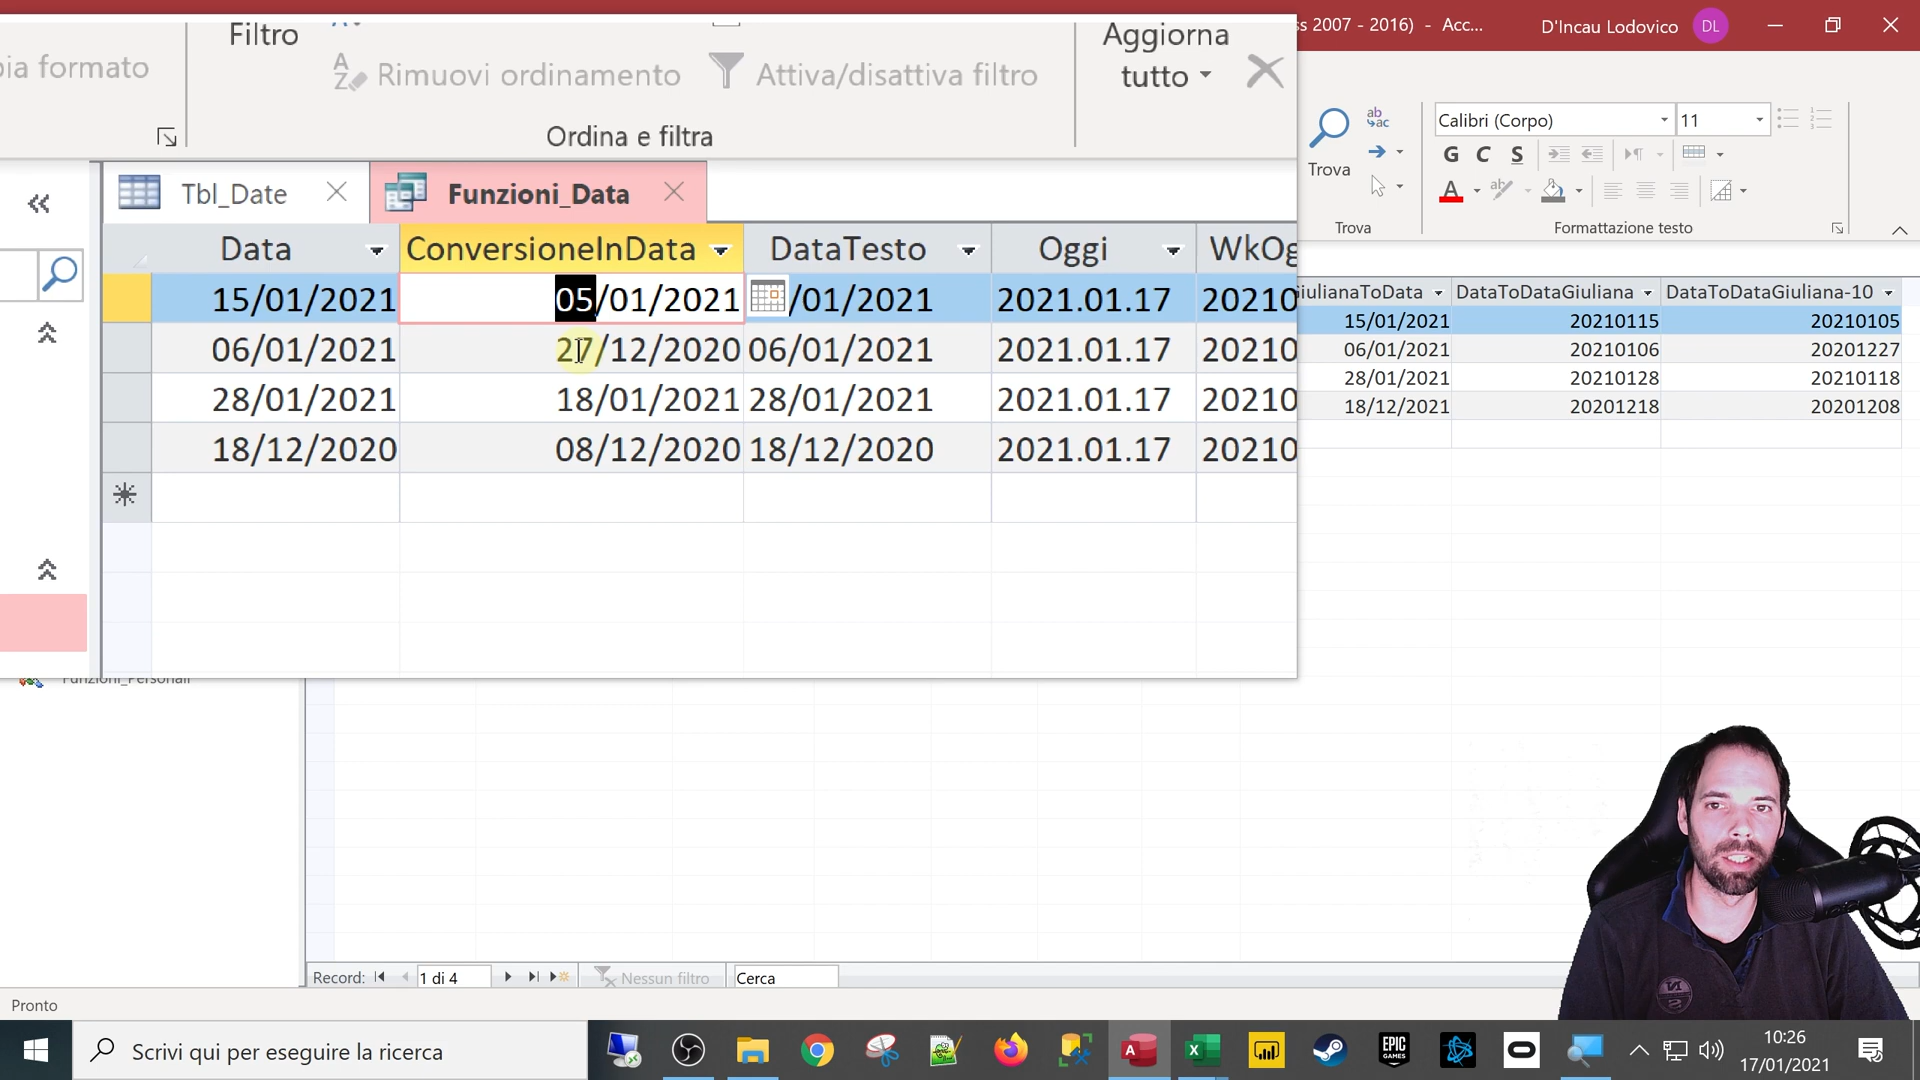 ss 2007 - 2016)  -  Acc...
D'Incau Lodovico
DL
Filtro
Aggiorna
tutto
pia formato
Rimuovi ordinamento
Attiva/disattiva filtro
Ordina e filtra
Trova
Trova
Calibri (Corpo)
11
G C S
Formattazione testo
Tbl_Date
Funzioni_Data
Data ConversioneInData DataTesto Oggi WkOg
15/01/2021 05/01/2021 /01/2021 2021.01.17 20210
06/01/2021 27/12/2020 06/01/2021 2021.01.17 20210
28/01/2021 18/01/2021 28/01/2021 2021.01.17 20210
18/12/2020 08/12/2020 18/12/2020 2021.01.17 20210
iulianaToData DataToDataGiuliana DataToDataGiuliana-10
15/01/2021 20210115 20210105
06/01/2021 20210106 20201227
28/01/2021 20210128 20210118
18/12/2021 20201218 20201208
Funzioni_Personali
Record: 1 di 4 Nessun filtro Cerca
Pronto
Scrivi qui per eseguire la ricerca
EPIC GAMES
10:26
17/01/2021